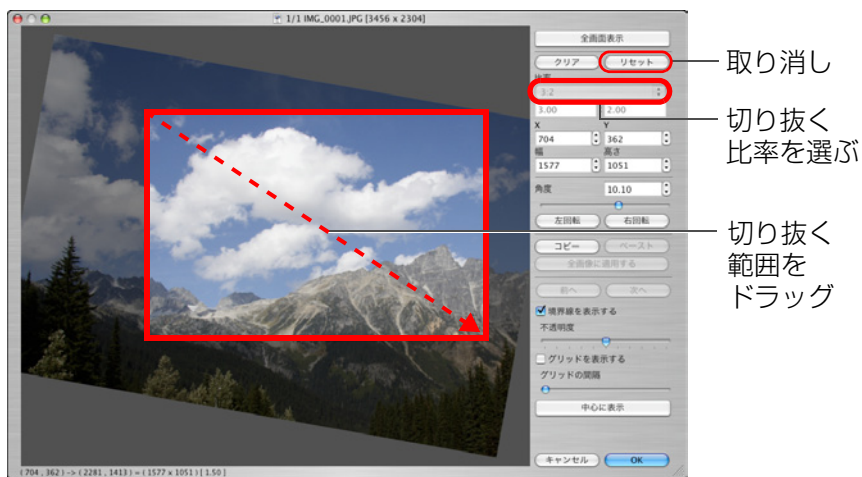 1/1 IMG_0001.JPG [3456 x 2304]
全画面表示
クリア リセット
比率
3:2
3.00 2.00
X Y
704 362
幅 高さ
1577 1051
角度 10.10
左回転 右回転
コピー ペースト
全画像に適用する
前へ 次へ
境界線を表示する
不透明度
グリッドを表示する
グリッドの間隔
中心に表示
キャンセル OK
(704 , 362 ) -> ( 2281 , 1413 ) = ( 1577 x 1051 ) [ 1.50 ]
取り消し
切り抜く
比率を選ぶ
切り抜く
範囲を
ドラッグ